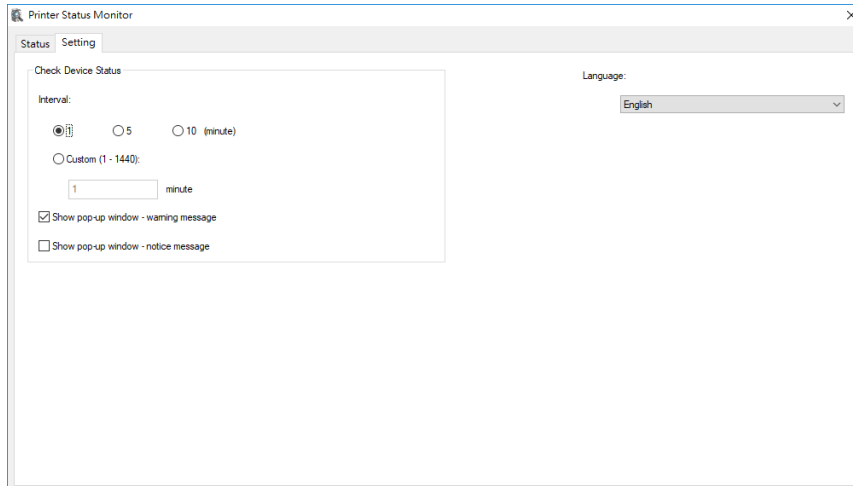 Printer Status Monitor
Status Setting
Check Device Status
Interval:
1 5 10 (minute)
Custom (1 - 1440):
1 minute
Show pop-up window - warning message
Show pop-up window - notice message
Language:
English